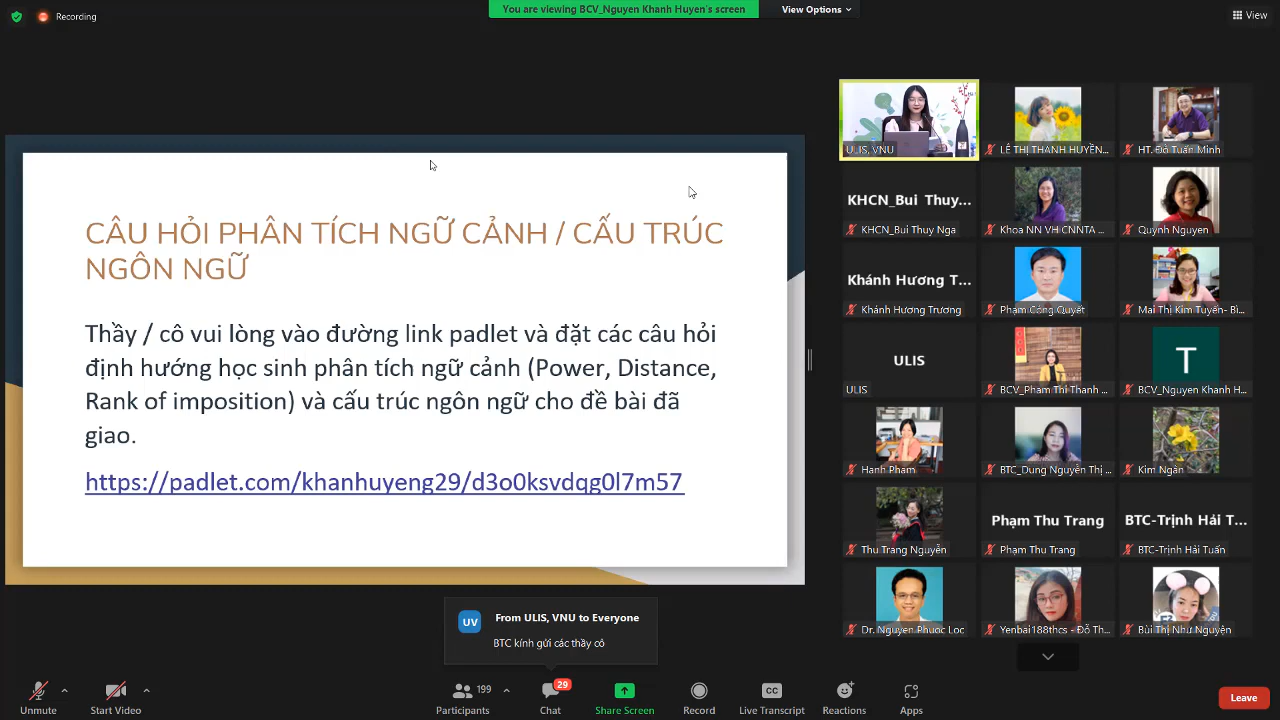 Recording
You are viewing BCV_Nguyen Khanh Huyen's screen
View Options
View
CÂU HỎI PHÂN TÍCH NGỮ CẢNH / CẤU TRÚC
NGÔN NGỮ
Thầy / cô vui lòng vào đường link padlet và đặt các câu hỏi
định hướng học sinh phân tích ngữ cảnh (Power, Distance,
Rank of imposition) và cấu trúc ngôn ngữ cho đề bài đã
giao.
https://padlet.com/khanhuyeng29/d3o0ksvdqg0l7m57
ULIS, VNU
LÊ THỊ THANH HUYỀN...
HT. Đỗ Tuấn Minh
KHCN_Bui Thuy...
KHCN_Bui Thuy Nga
Khoa NN VH CNNTA ...
Quynh Nguyen
Khánh Hương T...
Khánh Hương Trương
Phạm Công Quyết
Mai Thị Kim Tuyến- Bì...
ULIS
ULIS
BCV_Pham Thi Thanh ...
T
BCV_Nguyen Khanh H...
Hanh Pham
BTC_Dung Nguyễn Thị ...
Kim Ngân
Thu Trang Nguyễn
Phạm Thu Trang
Phạm Thu Trang
BTC-Trịnh Hải T...
BTC-Trịnh Hải Tuấn
Dr. Nguyen Phuoc Loc
Yenbai188thcs - Đỗ Th...
Bùi Thị Như Nguyện
UV
From ULIS, VNU to Everyone
BTC kính gửi các thầy cô
Unmute
Start Video
199
Participants
29
Chat
Share Screen
Record
CC
Live Transcript
Reactions
Apps
Leave